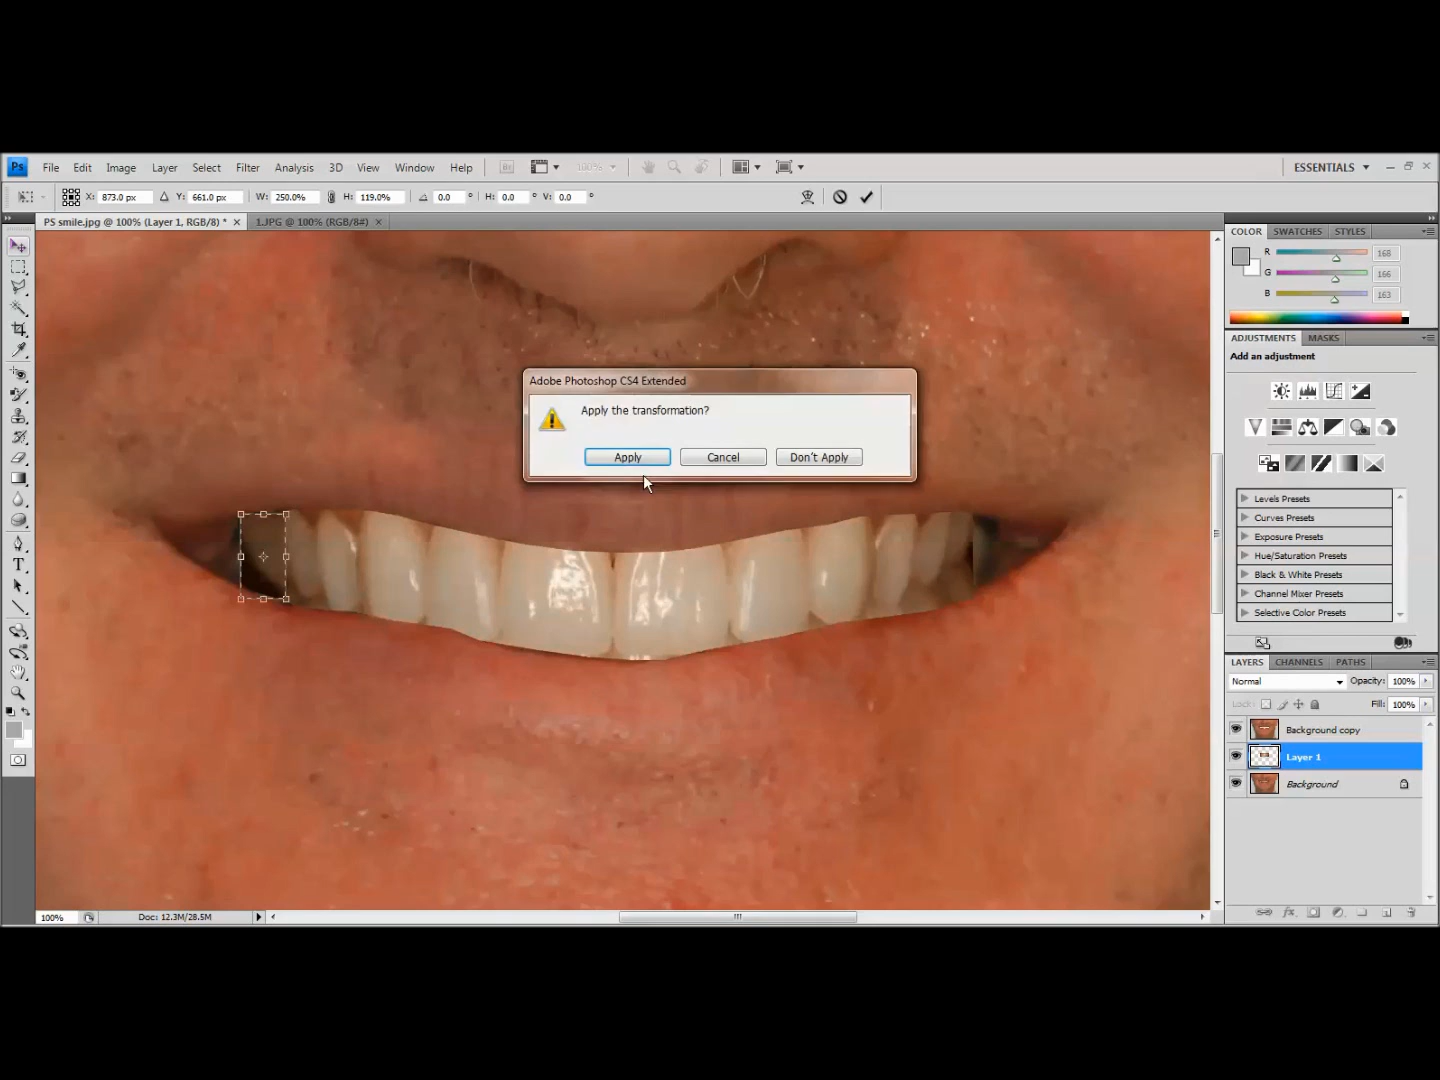 Ps File Edit Image Layer Select Filter Analysis 3D View Window Help Br 100% ESSENTIALS
X: 873.0 px Y: 661.0 px W: 250.0% H: 119.0% 0.0 ° H: 0.0 ° V: 0.0 °
PS smile.jpg @ 100% (Layer 1, RGB/8) * × 1.JPG @ 100% (RGB/8#) ×
COLOR SWATCHES STYLES
R 168
G 166
B 163
ADJUSTMENTS MASKS
Add an adjustment
Adobe Photoshop CS4 Extended
Apply the transformation?
Apply Cancel Don't Apply
Levels Presets
Curves Presets
Exposure Presets
Hue/Saturation Presets
Black & White Presets
Channel Mixer Presets
Selective Color Presets
LAYERS CHANNELS PATHS
Normal Opacity: 100%
Lock: Fill: 100%
Background copy
Layer 1
Background
100% Doc: 12.3M/28.5M